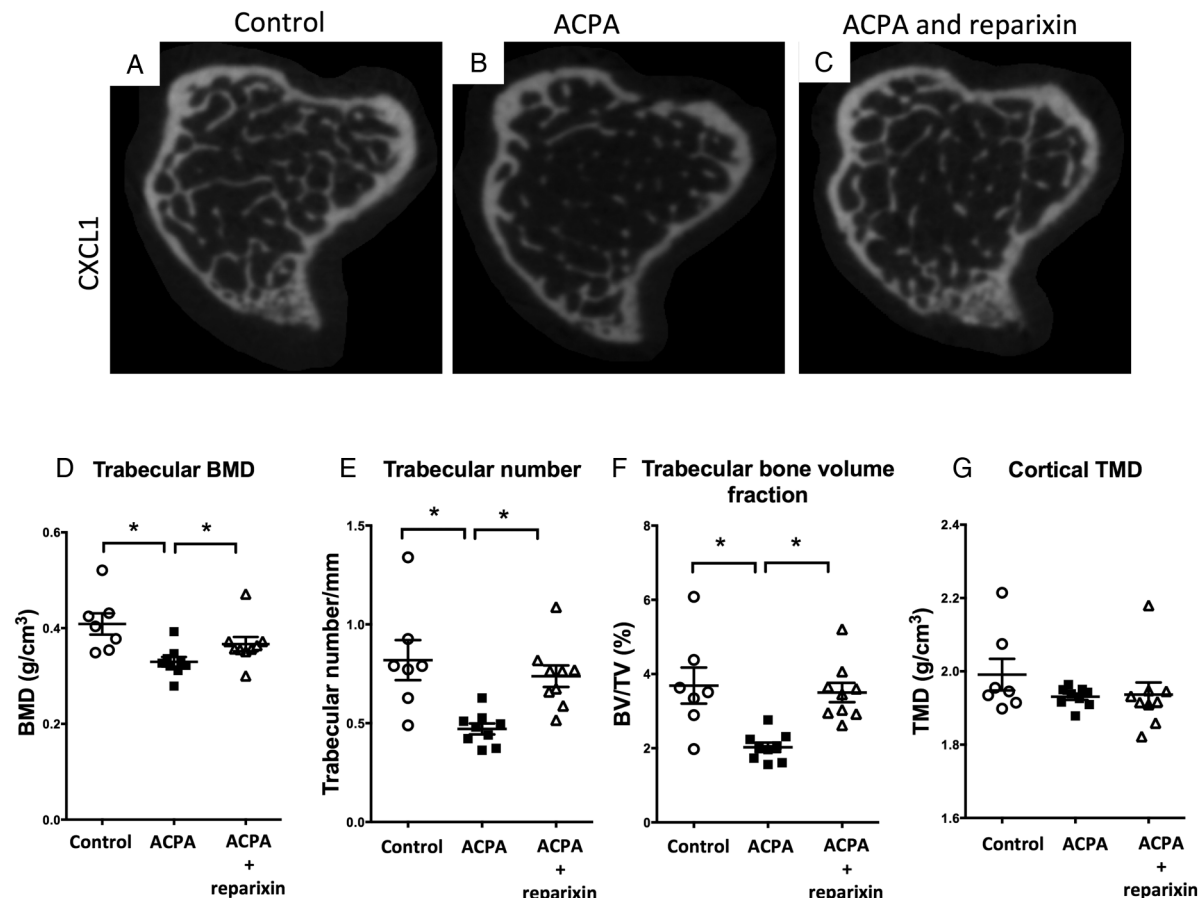 Control
ACPA
ACPA and reparixin
A
B
C
CXCL1
D Trabecular BMD
E Trabecular number
F Trabecular bone volume
fraction
G Cortical TMD
BMD (g/cm³)
0.6
0.4
0.2
0.0
*
*
Control
ACPA
ACPA
+
reparixin
Trabecular number/mm
1.5
1.0
0.5
0.0
*
*
Control
ACPA
ACPA
+
reparixin
BV/TV (%)
8
6
4
2
0
*
*
Control
ACPA
ACPA
+
reparixin
TMD (g/cm³)
2.4
2.2
2.0
1.8
1.6
Control
ACPA
ACPA
+
reparixin